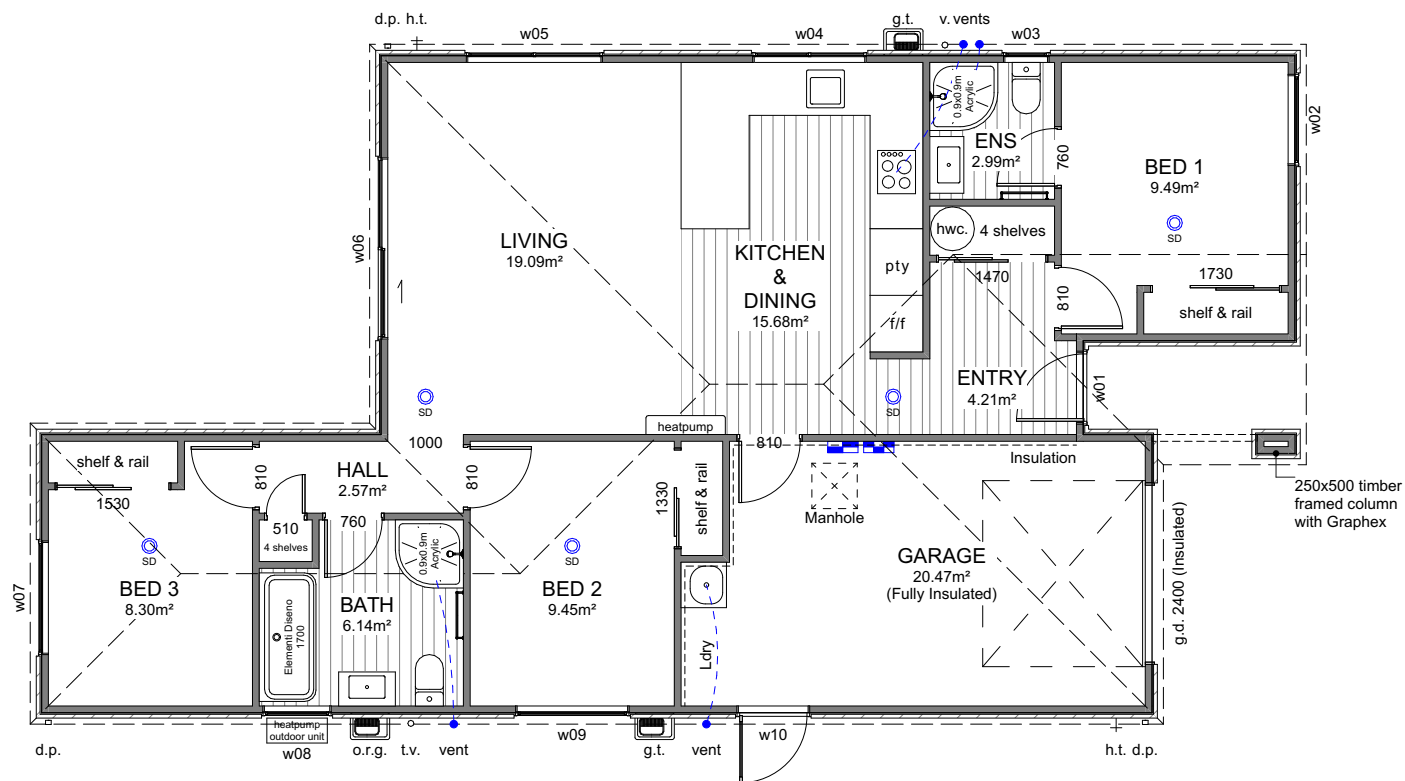 d.p. h.t.
w05
w04
g.t.
v. vents
w03
0.9x0.9m
Acrylic
ENS
2.99m²
760
BED 1
9.49m²
SD
w02
w06
LIVING
19.09m²
KITCHEN
&
DINING
15.68m²
hwc.
4 shelves
pty
1470
f/f
810
1730
shelf & rail
ENTRY
4.21m²
w01
SD
SD
heatpump
1000
810
Insulation
250x500 timber
framed column
with Graphex
shelf & rail
1530
810
HALL
2.57m²
810
1330
shelf & rail
Manhole
510
4 shelves
760
0.9x0.9m
Acrylic
SD
SD
GARAGE
20.47m²
(Fully Insulated)
g.d. 2400 (Insulated)
w07
BED 3
8.30m²
Elementi Diseno
1700
BATH
6.14m²
BED 2
9.45m²
Ldry
heatpump
outdoor unit
d.p.
w08
o.r.g.
t.v.
vent
w09
g.t.
vent
w10
h.t. d.p.